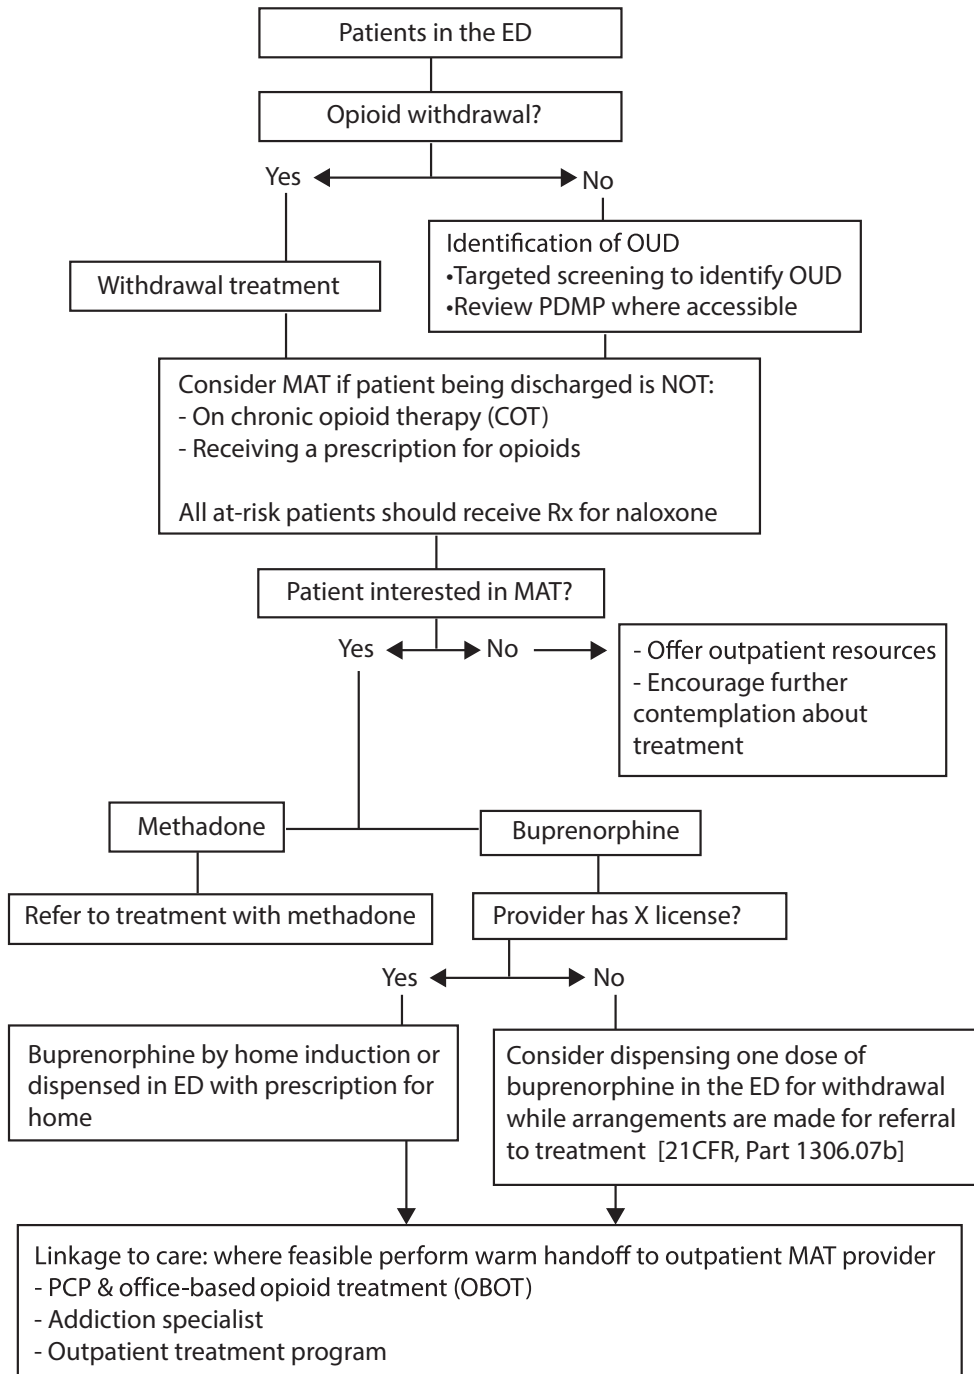 Patients in the ED
Opioid withdrawal?
Yes
No
Withdrawal treatment
Identification of OUD
•Targeted screening to identify OUD
•Review PDMP where accessible
Consider MAT if patient being discharged is NOT:
- On chronic opioid therapy (COT)
- Receiving a prescription for opioids
All at-risk patients should receive Rx for naloxone
Patient interested in MAT?
Yes
No
- Offer outpatient resources
- Encourage further
contemplation about
treatment
Methadone
Buprenorphine
Refer to treatment with methadone
Provider has X license?
Yes
No
Buprenorphine by home induction or
dispensed in ED with prescription for
home
Consider dispensing one dose of
buprenorphine in the ED for withdrawal
while arrangements are made for referral
to treatment [21CFR, Part 1306.07b]
Linkage to care: where feasible perform warm handoff to outpatient MAT provider
- PCP & office-based opioid treatment (OBOT)
- Addiction specialist
- Outpatient treatment program